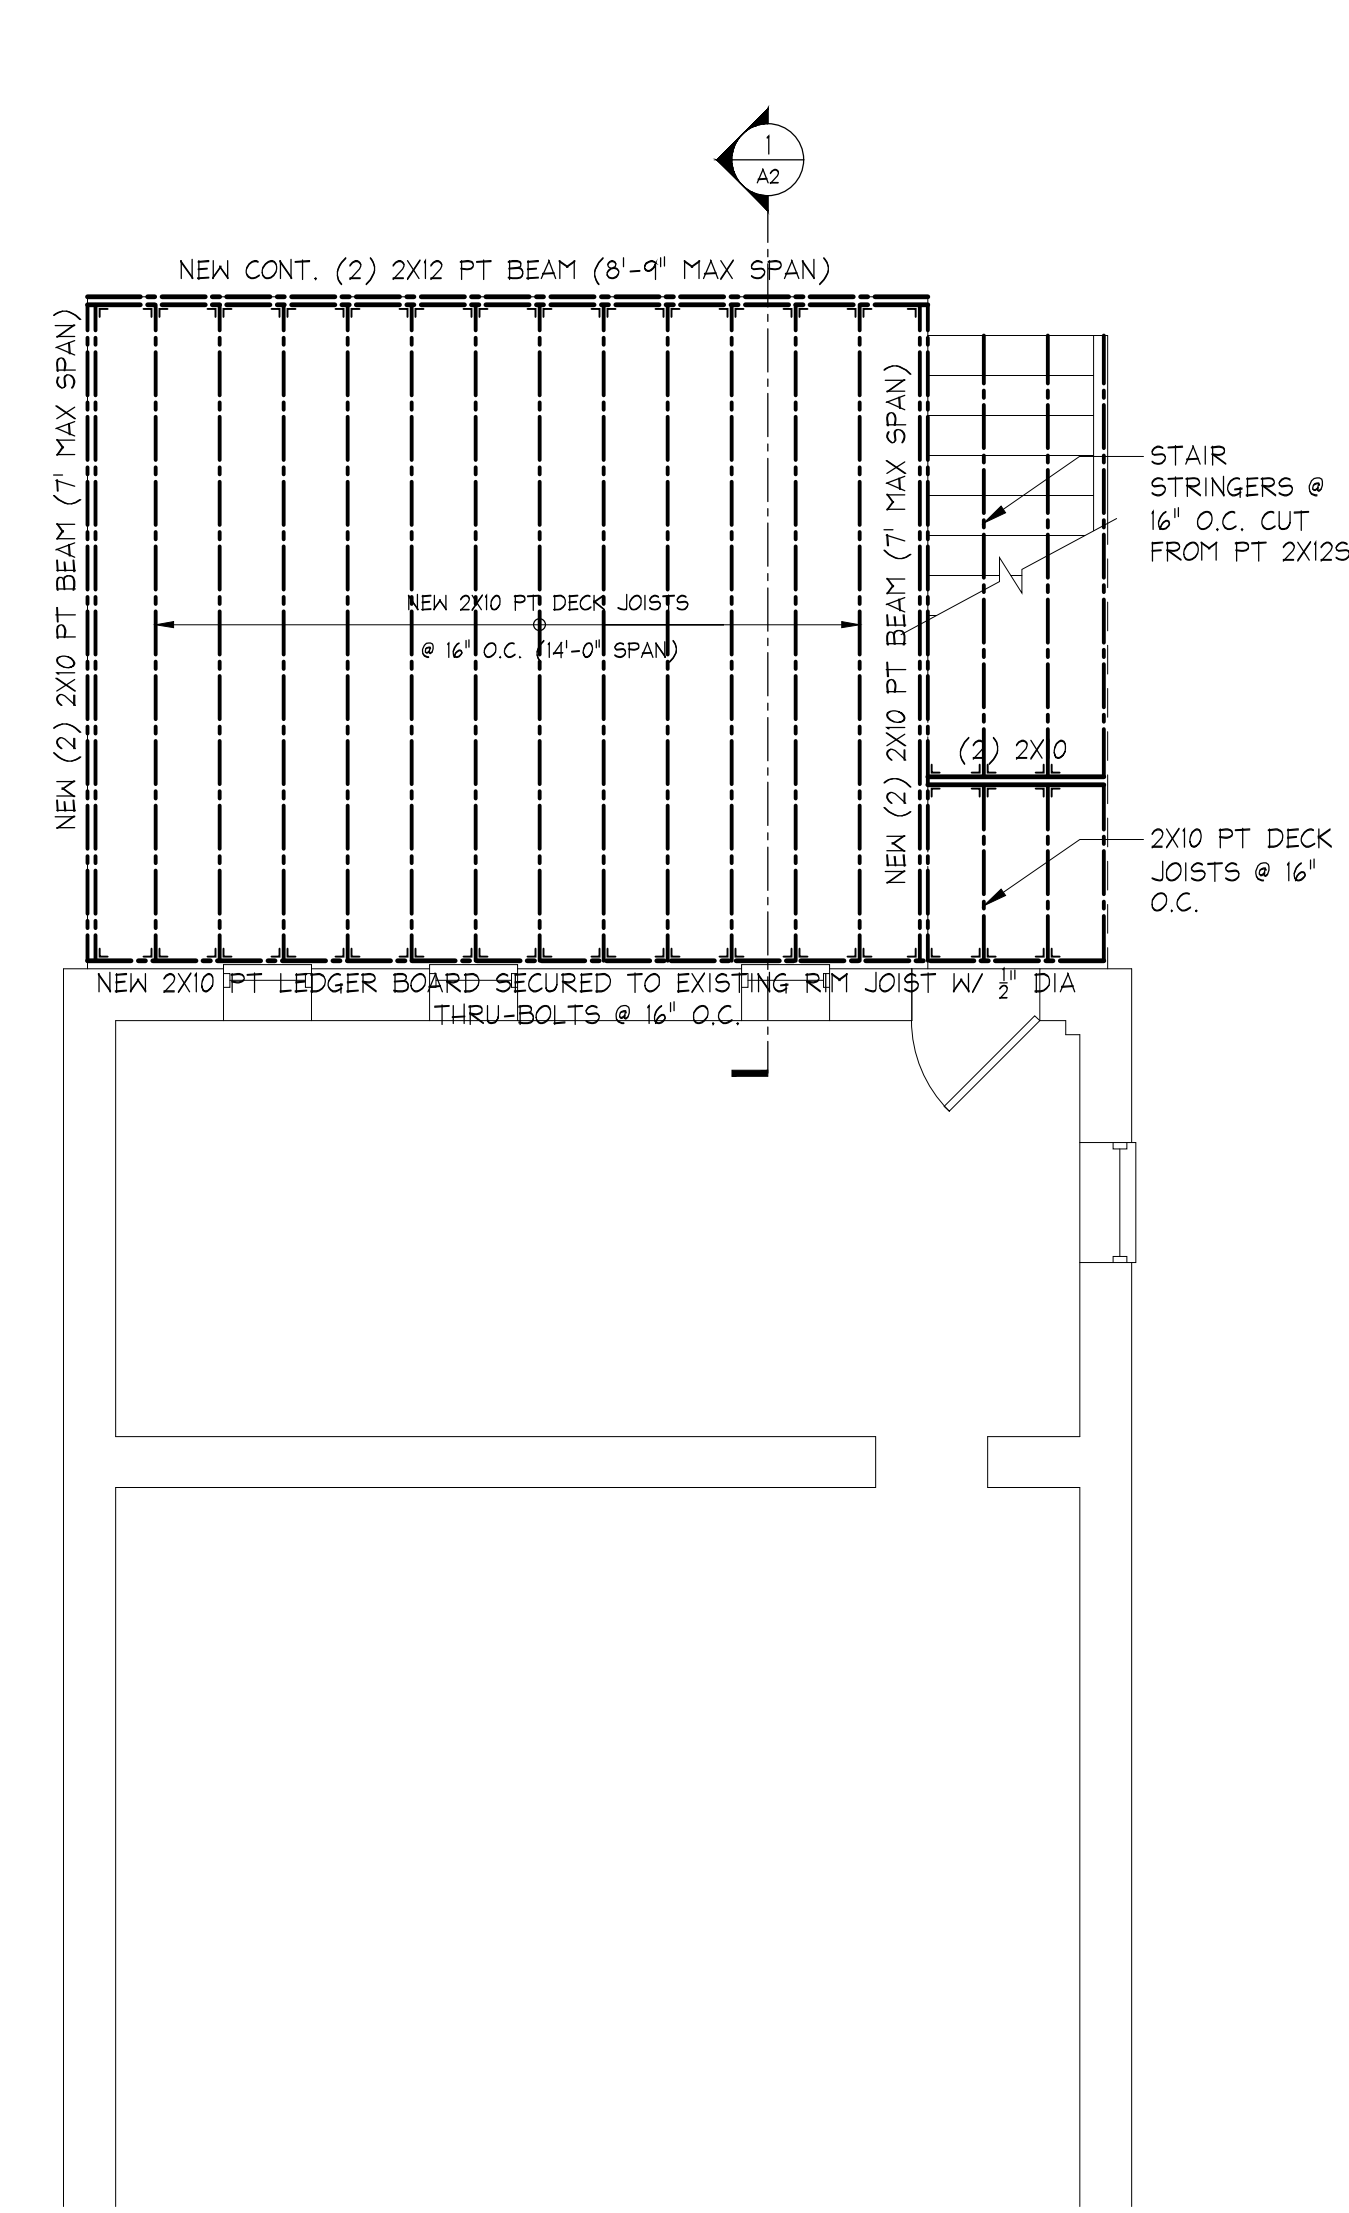 1
A2
NEW CONT. (2) 2X12 PT BEAM (8'-9" MAX SPAN)
NEW (2) 2X10 PT BEAM (7' MAX SPAN)
NEW (2) 2X10 PT BEAM (7' MAX SPAN)
STAIR
STRINGERS @
16" O.C. CUT
FROM PT 2X12S
NEW 2X10 PT DECK JOISTS
@ 16" O.C. (14'-0" SPAN)
(2) 2X10
2X10 PT DECK
JOISTS @ 16"
O.C.
NEW 2X10 PT LEDGER BOARD SECURED TO EXISTING RIM JOIST W/ ½" DIA
THRU-BOLTS @ 16" O.C.